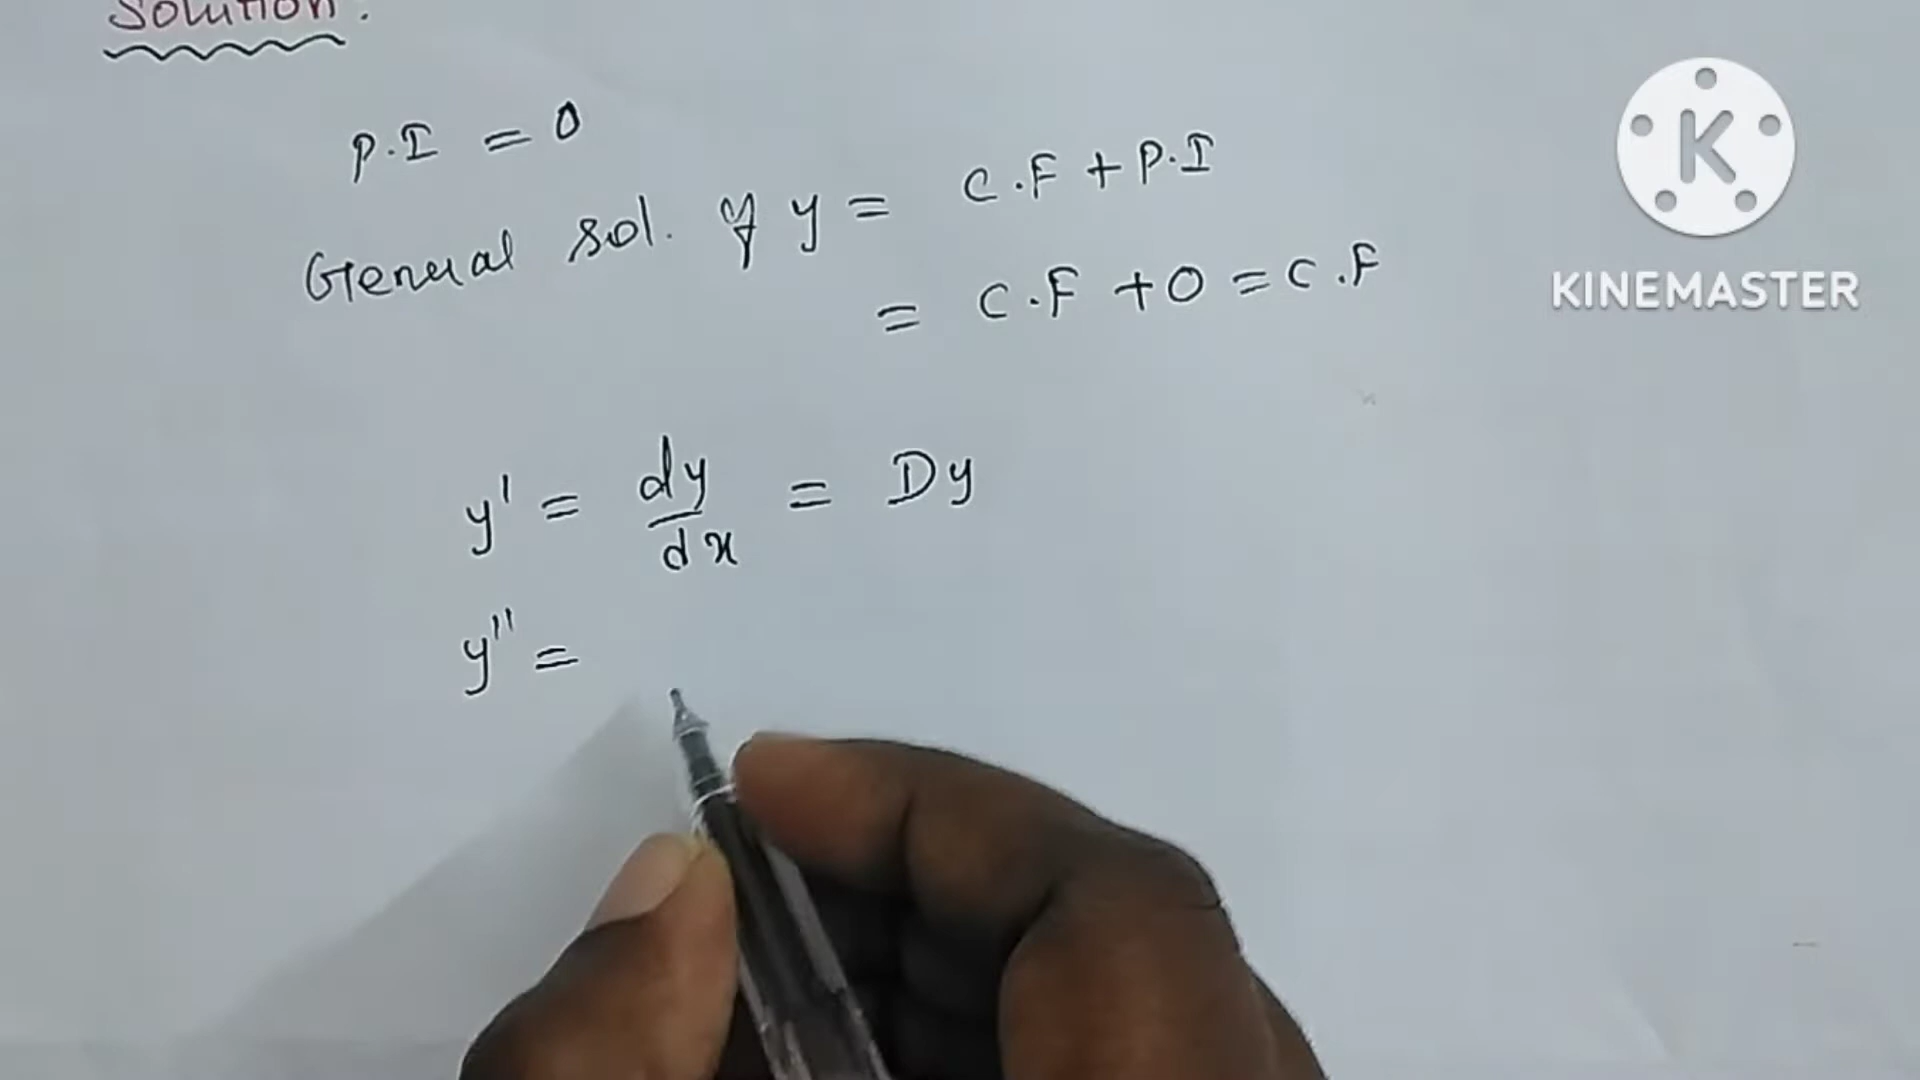 Solution:
P.I = 0
General sol. of y = C.F + P.I
= C.F + 0 = C.F
y' = dy/dx = Dy
y'' =
K
KINEMASTER